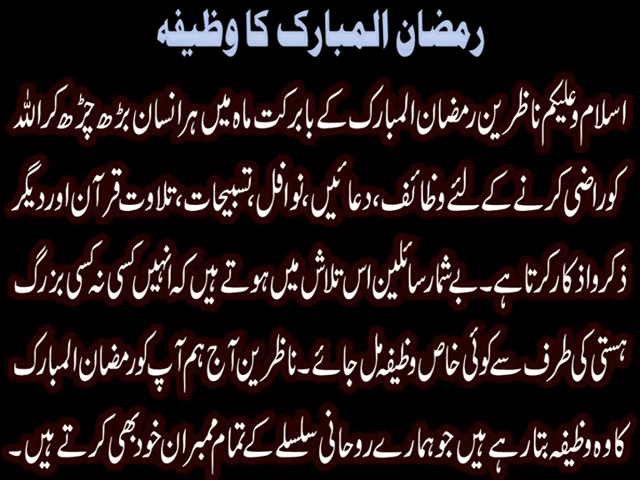 رمضان المبارک کا وظیفہ
اسلام وعلیکم ناظرین رمضان المبارک کے بابرکت ماہ میں ہر انسان بڑھ چڑھ کر اللہ
کو راضی کرنے کے لئے وظائف، دعائیں، نوافل، تسبیحات، تلاوت قرآن اور دیگر
ذکر و اذکار کرتا ہے۔ بے شمار سائلین اس تلاش میں ہوتے ہیں کہ انہیں کسی نہ کسی بزرگ
ہستی کی طرف سے کوئی خاص وظیفہ مل جائے۔ ناظرین آج ہم آپ کو رمضان المبارک
کا وہ وظیفہ بتا رہے ہیں جو ہمارے روحانی سلسلے کے تمام ممبران خود بھی کرتے ہیں۔